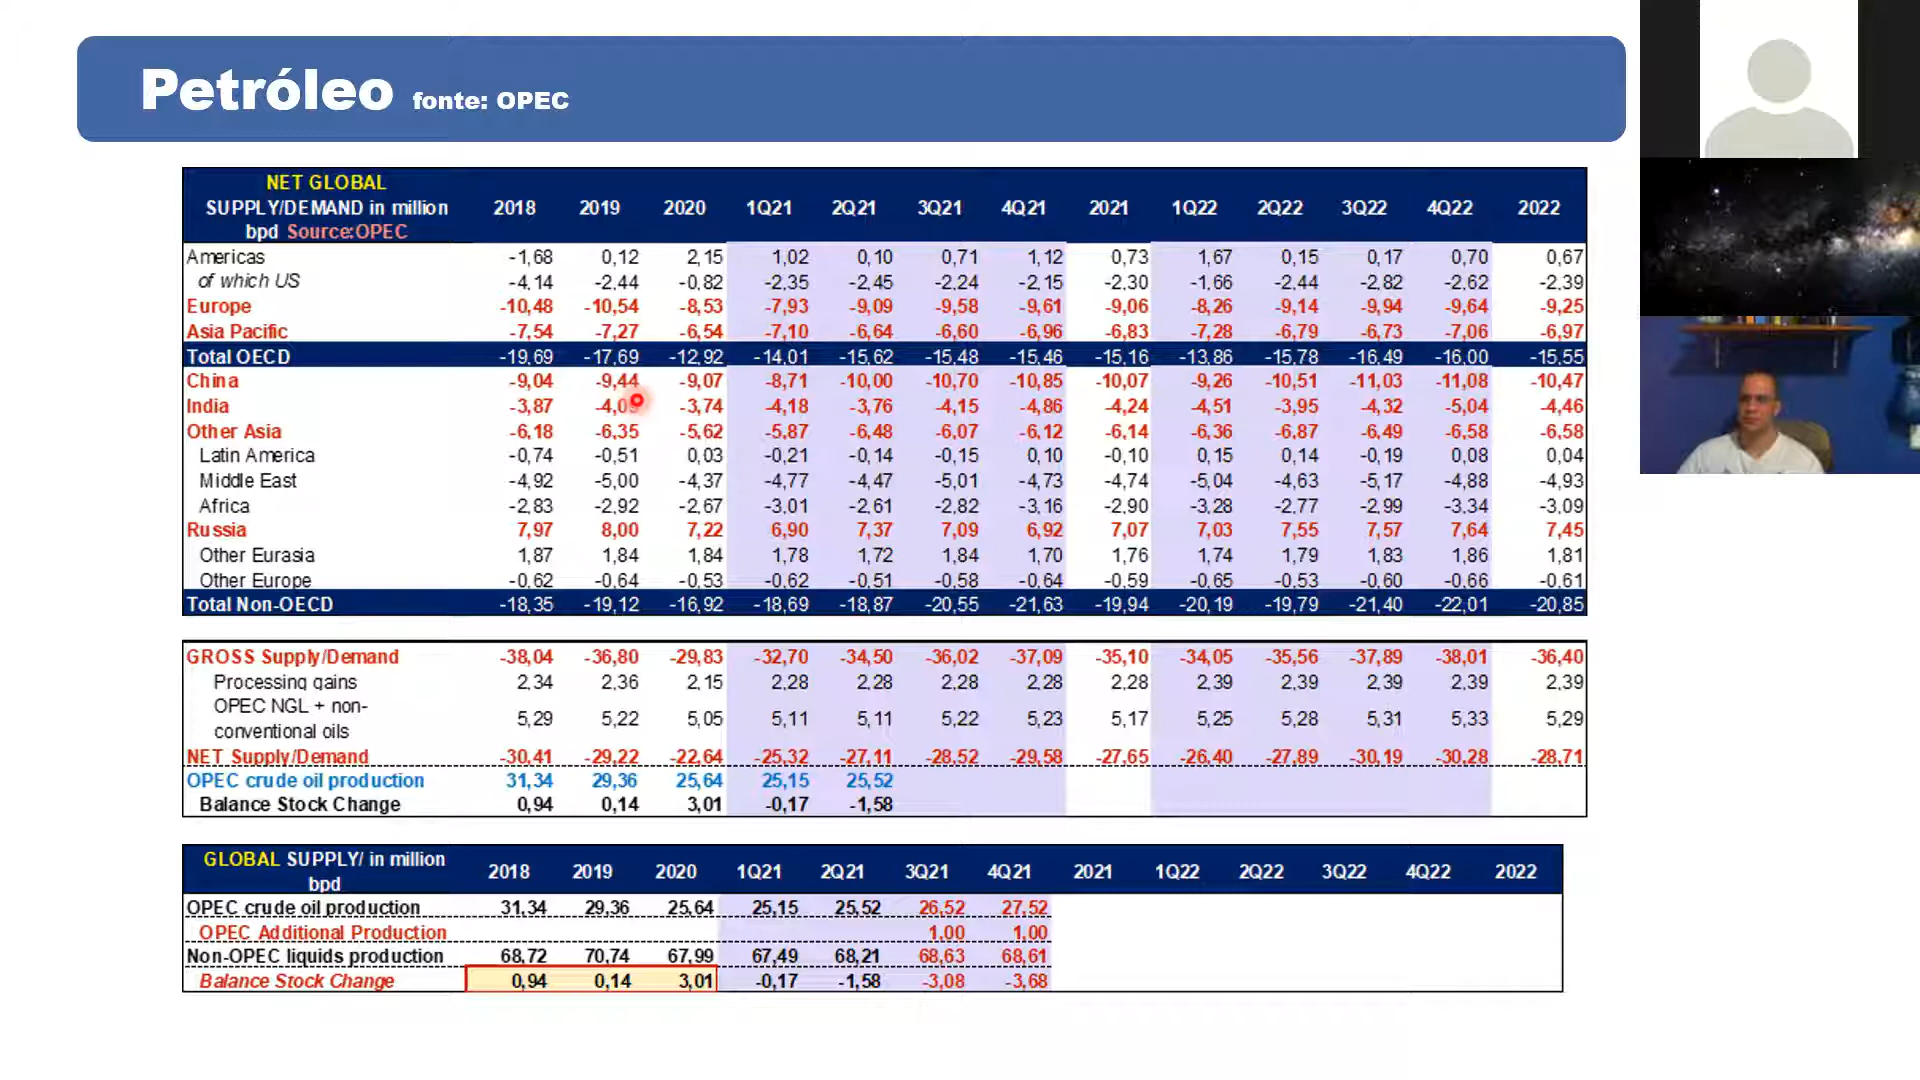 Petróleo fonte: OPEC
NET GLOBAL
SUPPLY/DEMAND in million
bpd Source:OPEC
2018 2019 2020 1Q21 2Q21 3Q21 4Q21 2021 1Q22 2Q22 3Q22 4Q22 2022
Americas -1,68 0,12 2,15 1,02 0,10 0,71 1,12 0,73 1,67 0,15 0,17 0,70 0,67
of which US -4,14 -2,44 -0,82 -2,35 -2,45 -2,24 -2,15 -2,30 -1,66 -2,44 -2,82 -2,62 -2,39
Europe -10,48 -10,54 -8,53 -7,93 -9,09 -9,58 -9,61 -9,06 -8,26 -9,14 -9,94 -9,64 -9,25
Asia Pacific -7,54 -7,27 -6,54 -7,10 -6,64 -6,60 -6,96 -6,83 -7,28 -6,79 -6,73 -7,06 -6,97
Total OECD -19,69 -17,69 -12,92 -14,01 -15,62 -15,48 -15,46 -15,16 -13,86 -15,78 -16,49 -16,00 -15,55
China -9,04 -9,44 -9,07 -8,71 -10,00 -10,70 -10,85 -10,07 -9,26 -10,51 -11,03 -11,08 -10,47
India -3,87 -3,74 -4,18 -3,76 -4,15 -4,86 -4,24 -4,51 -3,95 -4,32 -5,04 -4,46
Other Asia -6,18 -6,35 -5,62 -5,87 -6,48 -6,07 -6,12 -6,14 -6,36 -6,87 -6,49 -6,58 -6,58
Latin America -0,74 -0,51 0,03 -0,21 -0,14 -0,15 0,10 -0,10 0,15 0,14 -0,19 0,08 0,04
Middle East -4,92 -5,00 -4,37 -4,77 -4,47 -5,01 -4,73 -4,74 -5,04 -4,63 -5,17 -4,88 -4,93
Africa -2,83 -2,92 -2,67 -3,01 -2,61 -2,82 -3,16 -2,90 -3,28 -2,77 -2,99 -3,34 -3,09
Russia 7,97 8,00 7,22 6,90 7,37 7,09 6,92 7,07 7,03 7,55 7,57 7,64 7,45
Other Eurasia 1,87 1,84 1,84 1,78 1,72 1,84 1,70 1,76 1,74 1,79 1,83 1,86 1,81
Other Europe -0,62 -0,64 -0,53 -0,62 -0,51 -0,58 -0,64 -0,59 -0,65 -0,53 -0,60 -0,66 -0,61
Total Non-OECD -18,35 -19,12 -16,92 -18,69 -18,87 -20,55 -21,63 -19,94 -20,19 -19,79 -21,40 -22,01 -20,85
GROSS Supply/Demand -38,04 -36,80 -29,83 -32,70 -34,50 -36,02 -37,09 -35,10 -34,05 -35,56 -37,89 -38,01 -36,40
Processing gains 2,34 2,36 2,15 2,28 2,28 2,28 2,28 2,28 2,39 2,39 2,39 2,39 2,39
OPEC NGL + non-
conventional oils 5,29 5,22 5,05 5,11 5,11 5,22 5,23 5,17 5,25 5,28 5,31 5,33 5,29
NET Supply/Demand -30,41 -29,22 -22,64 -25,32 -27,11 -28,52 -29,58 -27,65 -26,40 -27,89 -30,19 -30,28 -28,71
OPEC crude oil production 31,34 29,36 25,64 25,15 25,52
Balance Stock Change 0,94 0,14 3,01 -0,17 -1,58
GLOBAL SUPPLY/ in million
bpd
2018 2019 2020 1Q21 2Q21 3Q21 4Q21 2021 1Q22 2Q22 3Q22 4Q22 2022
OPEC crude oil production 31,34 29,36 25,64 25,15 25,52 26,52 27,52
OPEC Additional Production 1,00 1,00
Non-OPEC liquids production 68,72 70,74 67,99 67,49 68,21 68,63 68,61
Balance Stock Change 0,94 0,14 3,01 -0,17 -1,58 -3,08 -3,68